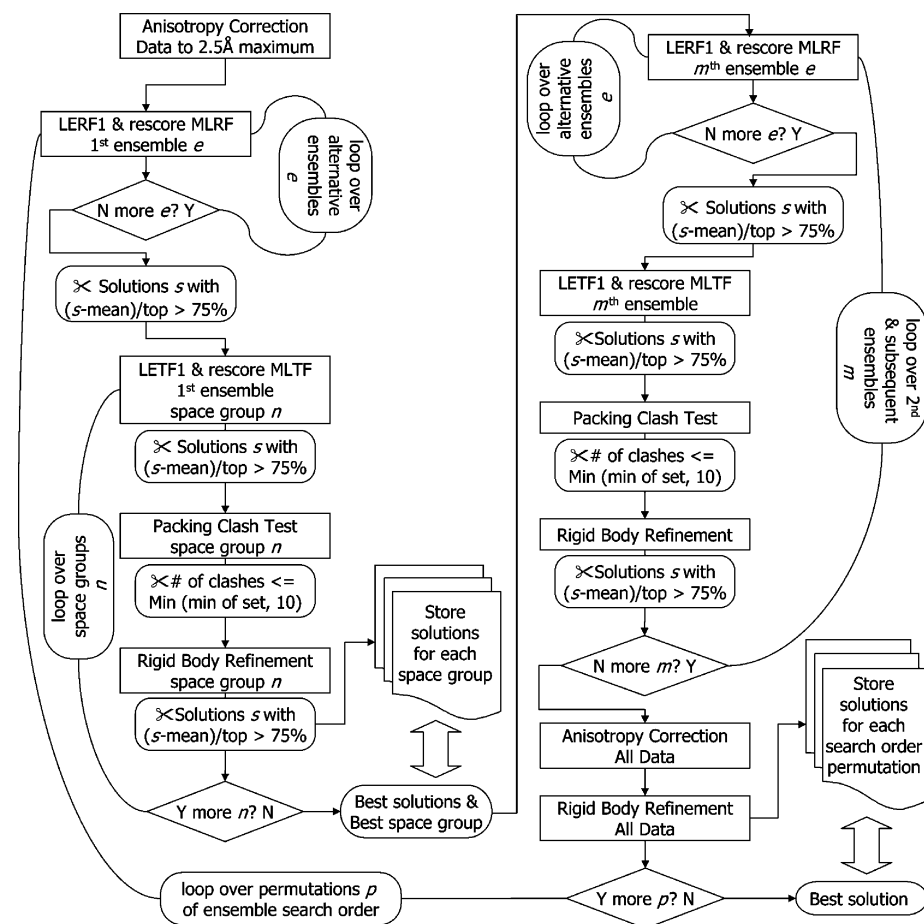 Anisotropy Correction
Data to 2.5Å maximum
LERF1 & rescore MLRF
1st ensemble e
loop over
alternative
ensembles
e
N more e? Y
✂ Solutions s with
(s-mean)/top > 75%
LETF1 & rescore MLTF
1st ensemble
space group n
✂ Solutions s with
(s-mean)/top > 75%
Packing Clash Test
space group n
✂# of clashes <=
Min (min of set, 10)
loop over
space groups
n
Rigid Body Refinement
space group n
✂Solutions s with
(s-mean)/top > 75%
Store
solutions
for each
space group
Y more n? N
Best solutions &
Best space group
LERF1 & rescore MLRF
mth ensemble e
loop over
alternative
ensembles
e
N more e? Y
✂ Solutions s with
(s-mean)/top > 75%
LETF1 & rescore MLTF
mth ensemble
✂Solutions s with
(s-mean)/top > 75%
loop over 2nd
& subsequent
ensembles
m
Packing Clash Test
✂# of clashes <=
Min (min of set, 10)
Rigid Body Refinement
✂Solutions s with
(s-mean)/top > 75%
N more m? Y
Anisotropy Correction
All Data
Rigid Body Refinement
All Data
Store
solutions
for each
search order
permutation
Y more p? N
Best solution
loop over permutations p
of ensemble search order